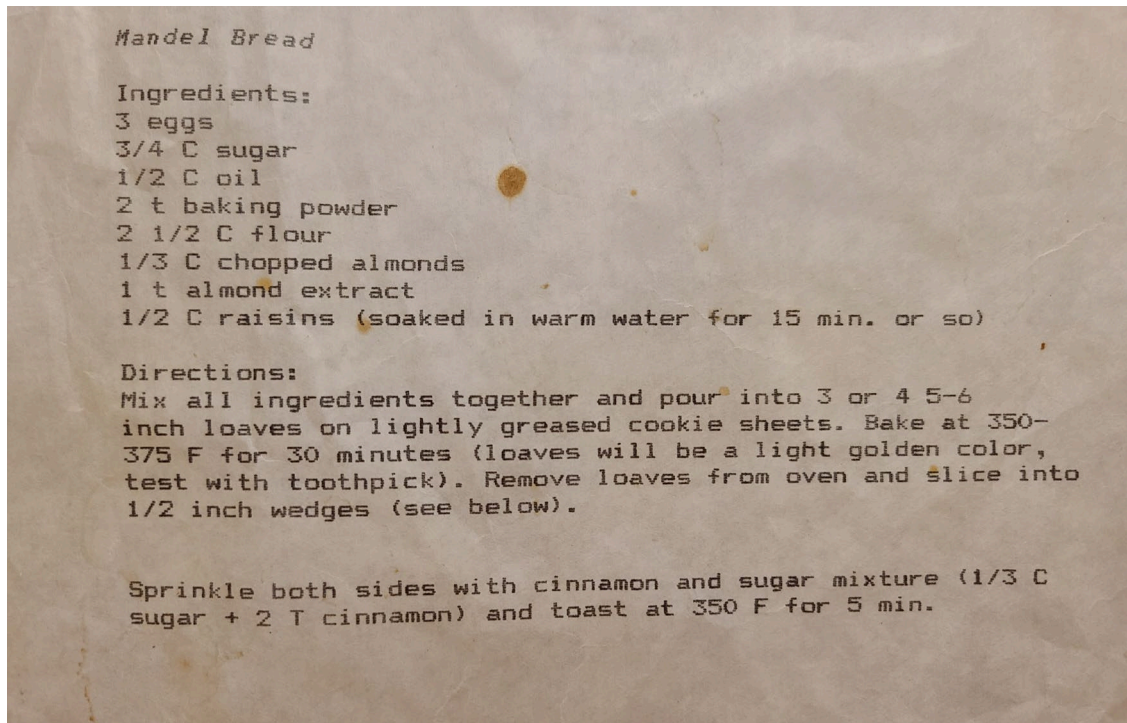 Mandel Bread
Ingredients:
3 eggs
3/4 C sugar
1/2 C oil
2 t baking powder
2 1/2 C flour
1/3 C chopped almonds
1 t almond extract
1/2 C raisins (soaked in warm water for 15 min. or so)
Directions:
Mix all ingredients together and pour into 3 or 4 5-6
inch loaves on lightly greased cookie sheets. Bake at 350-
375 F for 30 minutes (loaves will be a light golden color,
test with toothpick). Remove loaves from oven and slice into
1/2 inch wedges (see below).
Sprinkle both sides with cinnamon and sugar mixture (1/3 C
sugar + 2 T cinnamon) and toast at 350 F for 5 min.